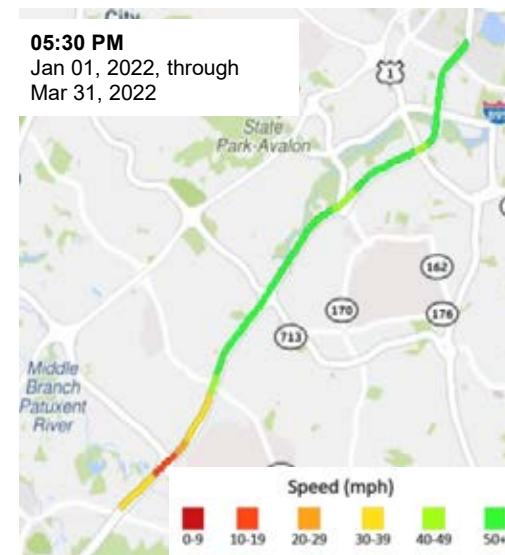 City
05:30 PM
Jan 01, 2022, through
Mar 31, 2022
1
State
Park-Avalon
162
170
176
713
Middle
Branch
Patuxent
River
Speed (mph)
0-9 10-19 20-29 30-39 40-49 50+